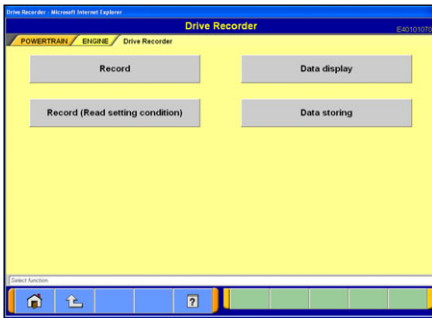 Drive Recorder - Microsoft Internet Explorer
Drive Recorder
E40101070
POWERTRAIN ENGINE Drive Recorder
Record Data display
Record (Read setting condition) Data storing
Select function.
?